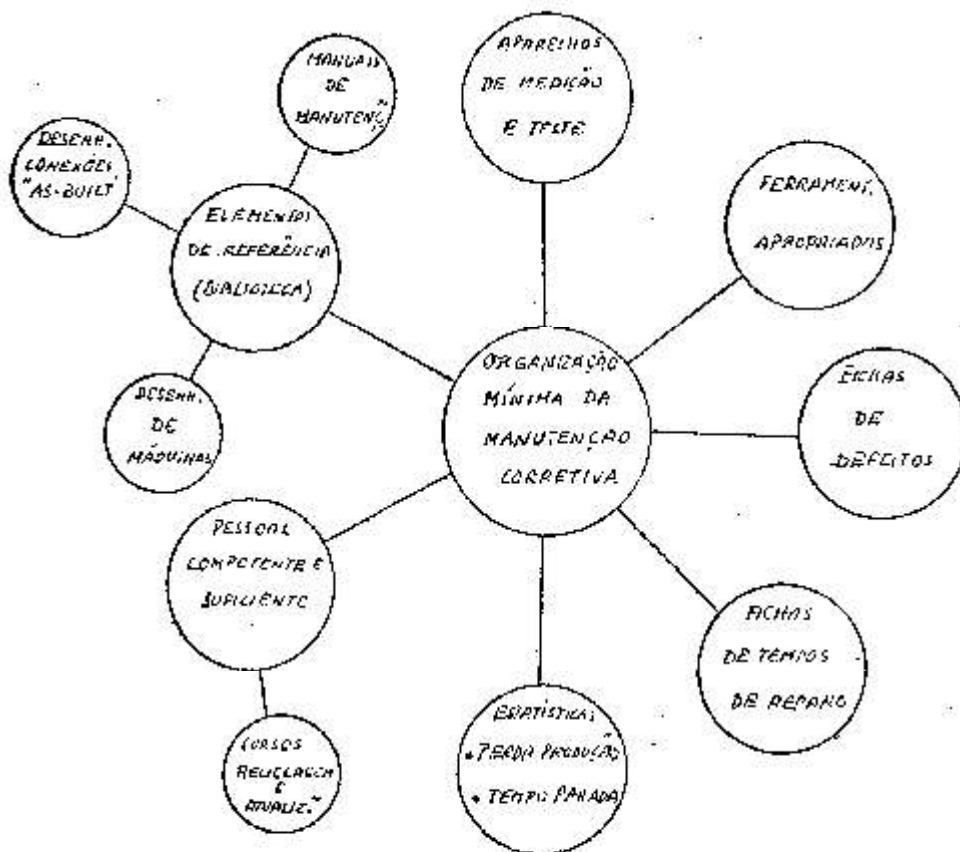 APARELHOS
DE MEDIÇÃO
E TESTE
MANUAIS
DE
MANUTENÇ~
DESENH.
CONEXÕES
"AS-BUILT"
ELEMENTOS
DE REFERÊNCIA
(BIBLIOTECA)
FERRAMENT.
APROPRIADOS
ORGANIZAÇÃO
MÍNIMA DA
MANUTENÇÃO
CORRETIVA
FICHAS
DE
DEFEITOS
DESENH.
DE
MÁQUINAS
PESSOAL
COMPETENTE E
SUFICIENTE
FICHAS
DE TEMPOS
DE REPARO
ESTATÍSTICAS
• PERDA PRODUÇÃO
• TEMPO PARADA
CURSOS
RECICLAGEM
E
ATUALIZ.~